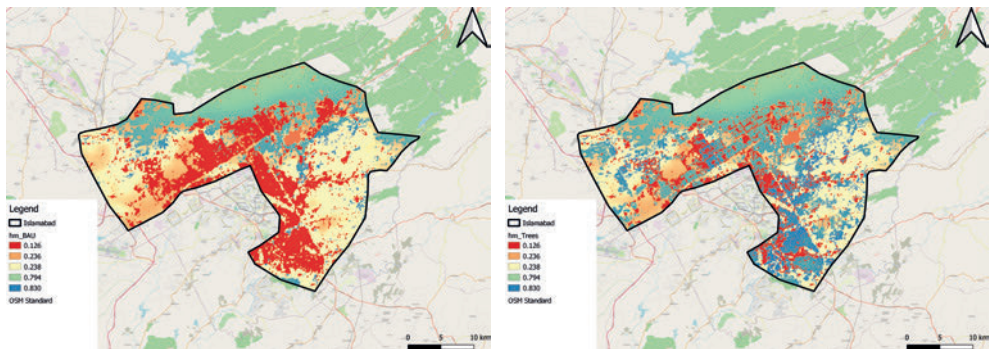 Legend
Islamabad
hm_BAU
0.126
0.236
0.238
0.794
0.830
OSM Standard
0 5 10 km
Legend
Islamabad
hm_Trees
0.126
0.236
0.238
0.794
0.830
OSM Standard
0 5 10 km